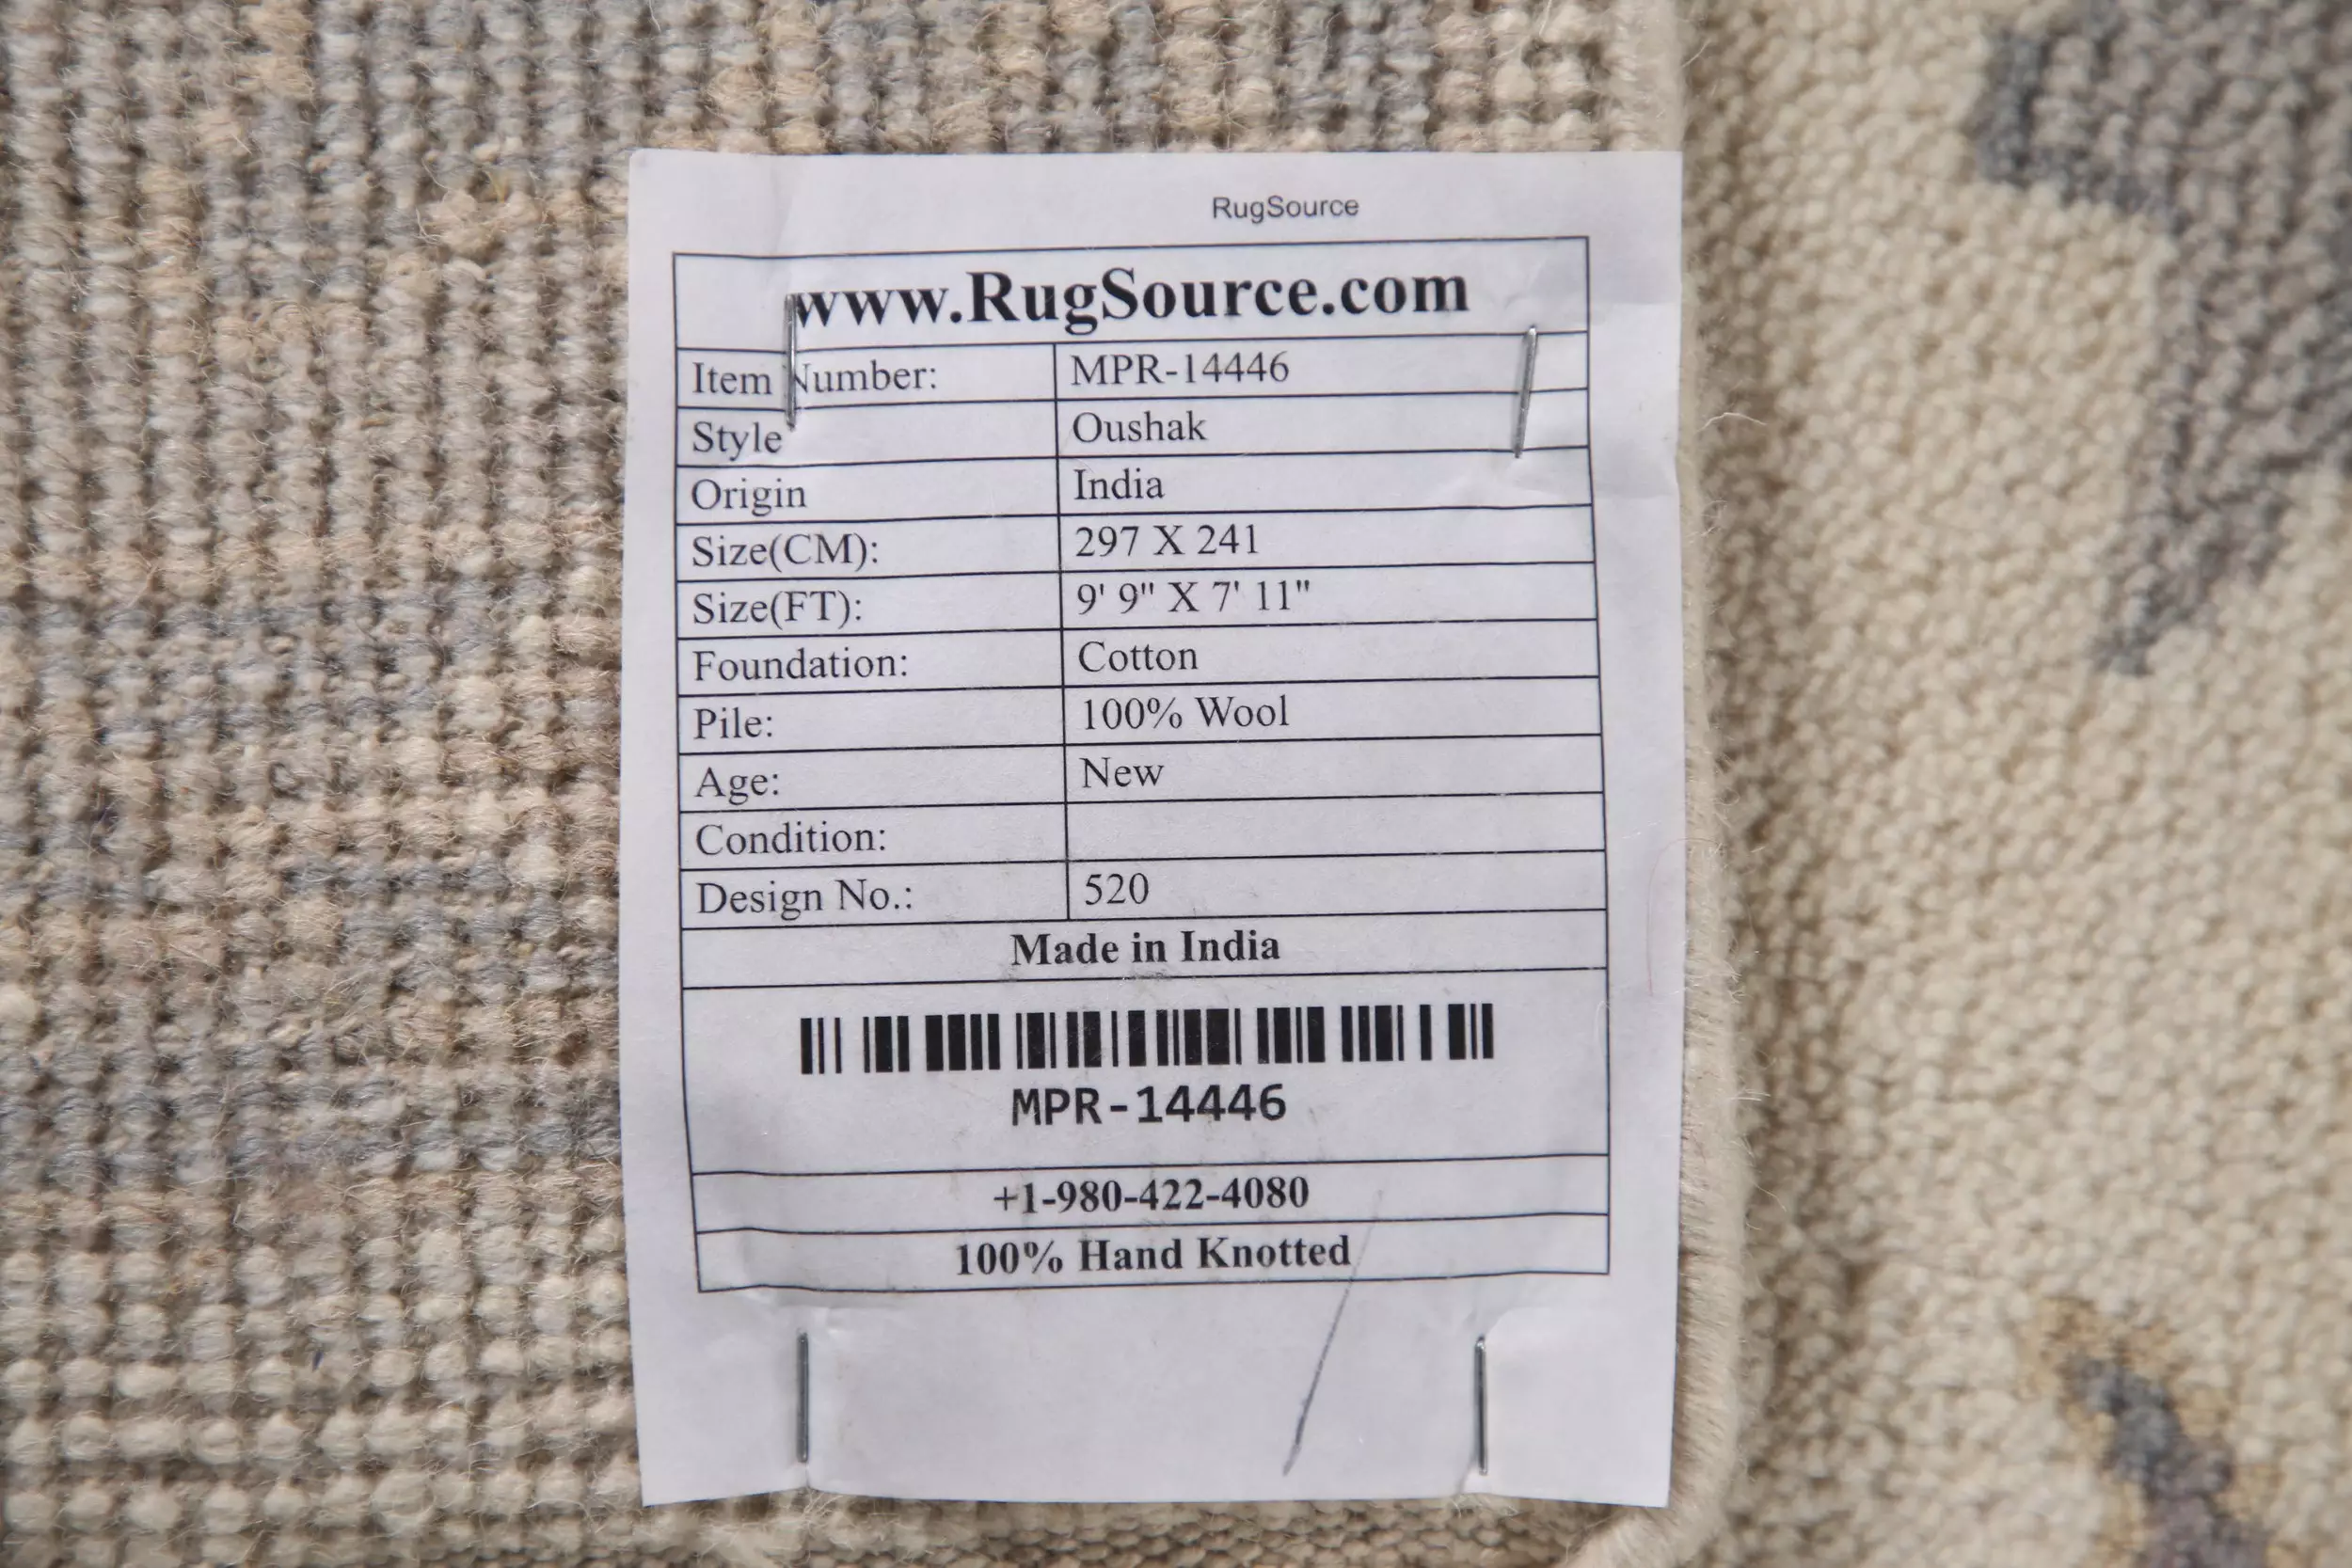 RugSource
www.RugSource.com
Item Number: MPR-14446
Style Oushak
Origin India
Size(CM): 297 X 241
Size(FT): 9' 9" X 7' 11"
Foundation: Cotton
Pile: 100% Wool
Age: New
Condition:
Design No.: 520
Made in India
MPR-14446
+1-980-422-4080
100% Hand Knotted